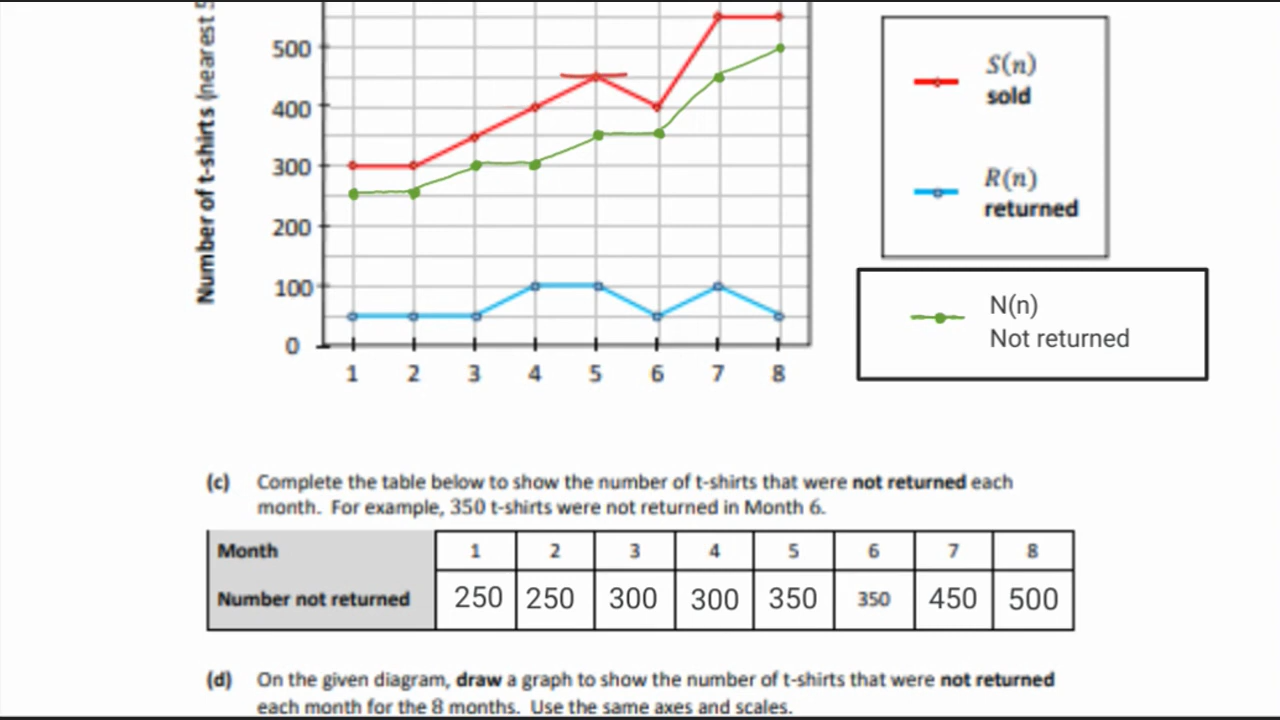 Number of t-shirts (nearest 5
500
400
300
200
100
0
1 2 3 4 5 6 7 8
S(n)
sold
R(n)
returned
N(n)
Not returned
(c) Complete the table below to show the number of t-shirts that were not returned each
month. For example, 350 t-shirts were not returned in Month 6.
Month 1 2 3 4 5 6 7 8
Number not returned 250 250 300 300 350 350 450 500
(d) On the given diagram, draw a graph to show the number of t-shirts that were not returned
each month for the 8 months. Use the same axes and scales.